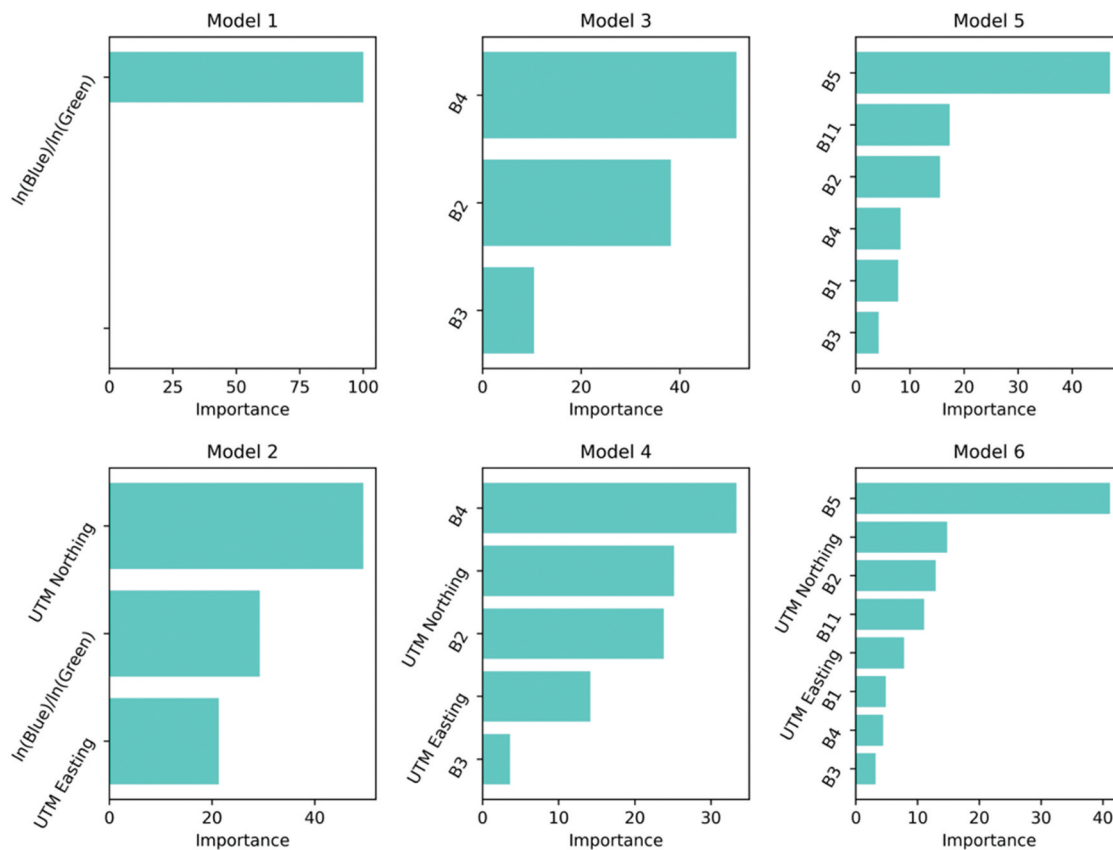 Model 1
ln(Blue)/ln(Green)
0 25 50 75 100
Importance
Model 3
B4
B2
B3
0 20 40
Importance
Model 5
B5
B11
B2
B4
B1
B3
0 10 20 30 40
Importance
Model 2
UTM Northing
ln(Blue)/ln(Green)
UTM Easting
0 20 40
Importance
Model 4
B4
UTM Northing
B2
UTM Easting
B3
0 10 20 30
Importance
Model 6
B5
UTM Northing
B2
B11
UTM Easting
B1
B4
B3
0 10 20 30 40
Importance